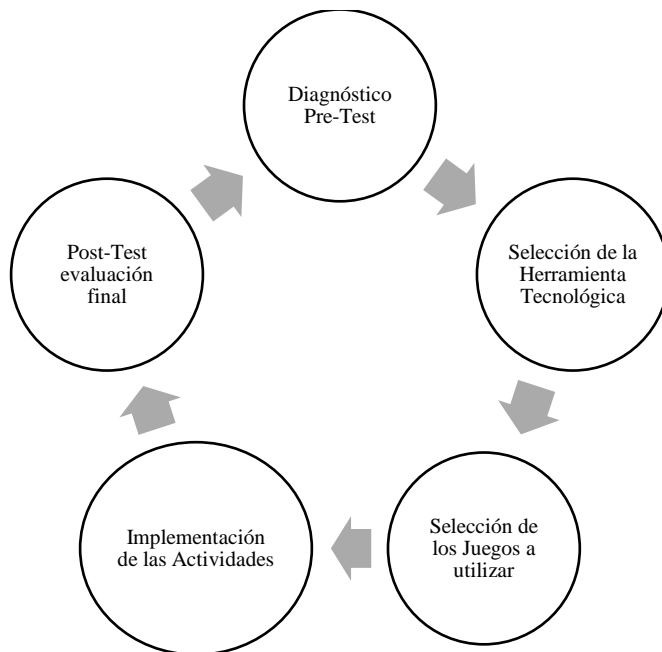 Diagnóstico
Pre-Test
Selección de la
Herramienta
Tecnológica
Selección de
los Juegos a
utilizar
Implementación
de las Actividades
Post-Test
evaluación
final